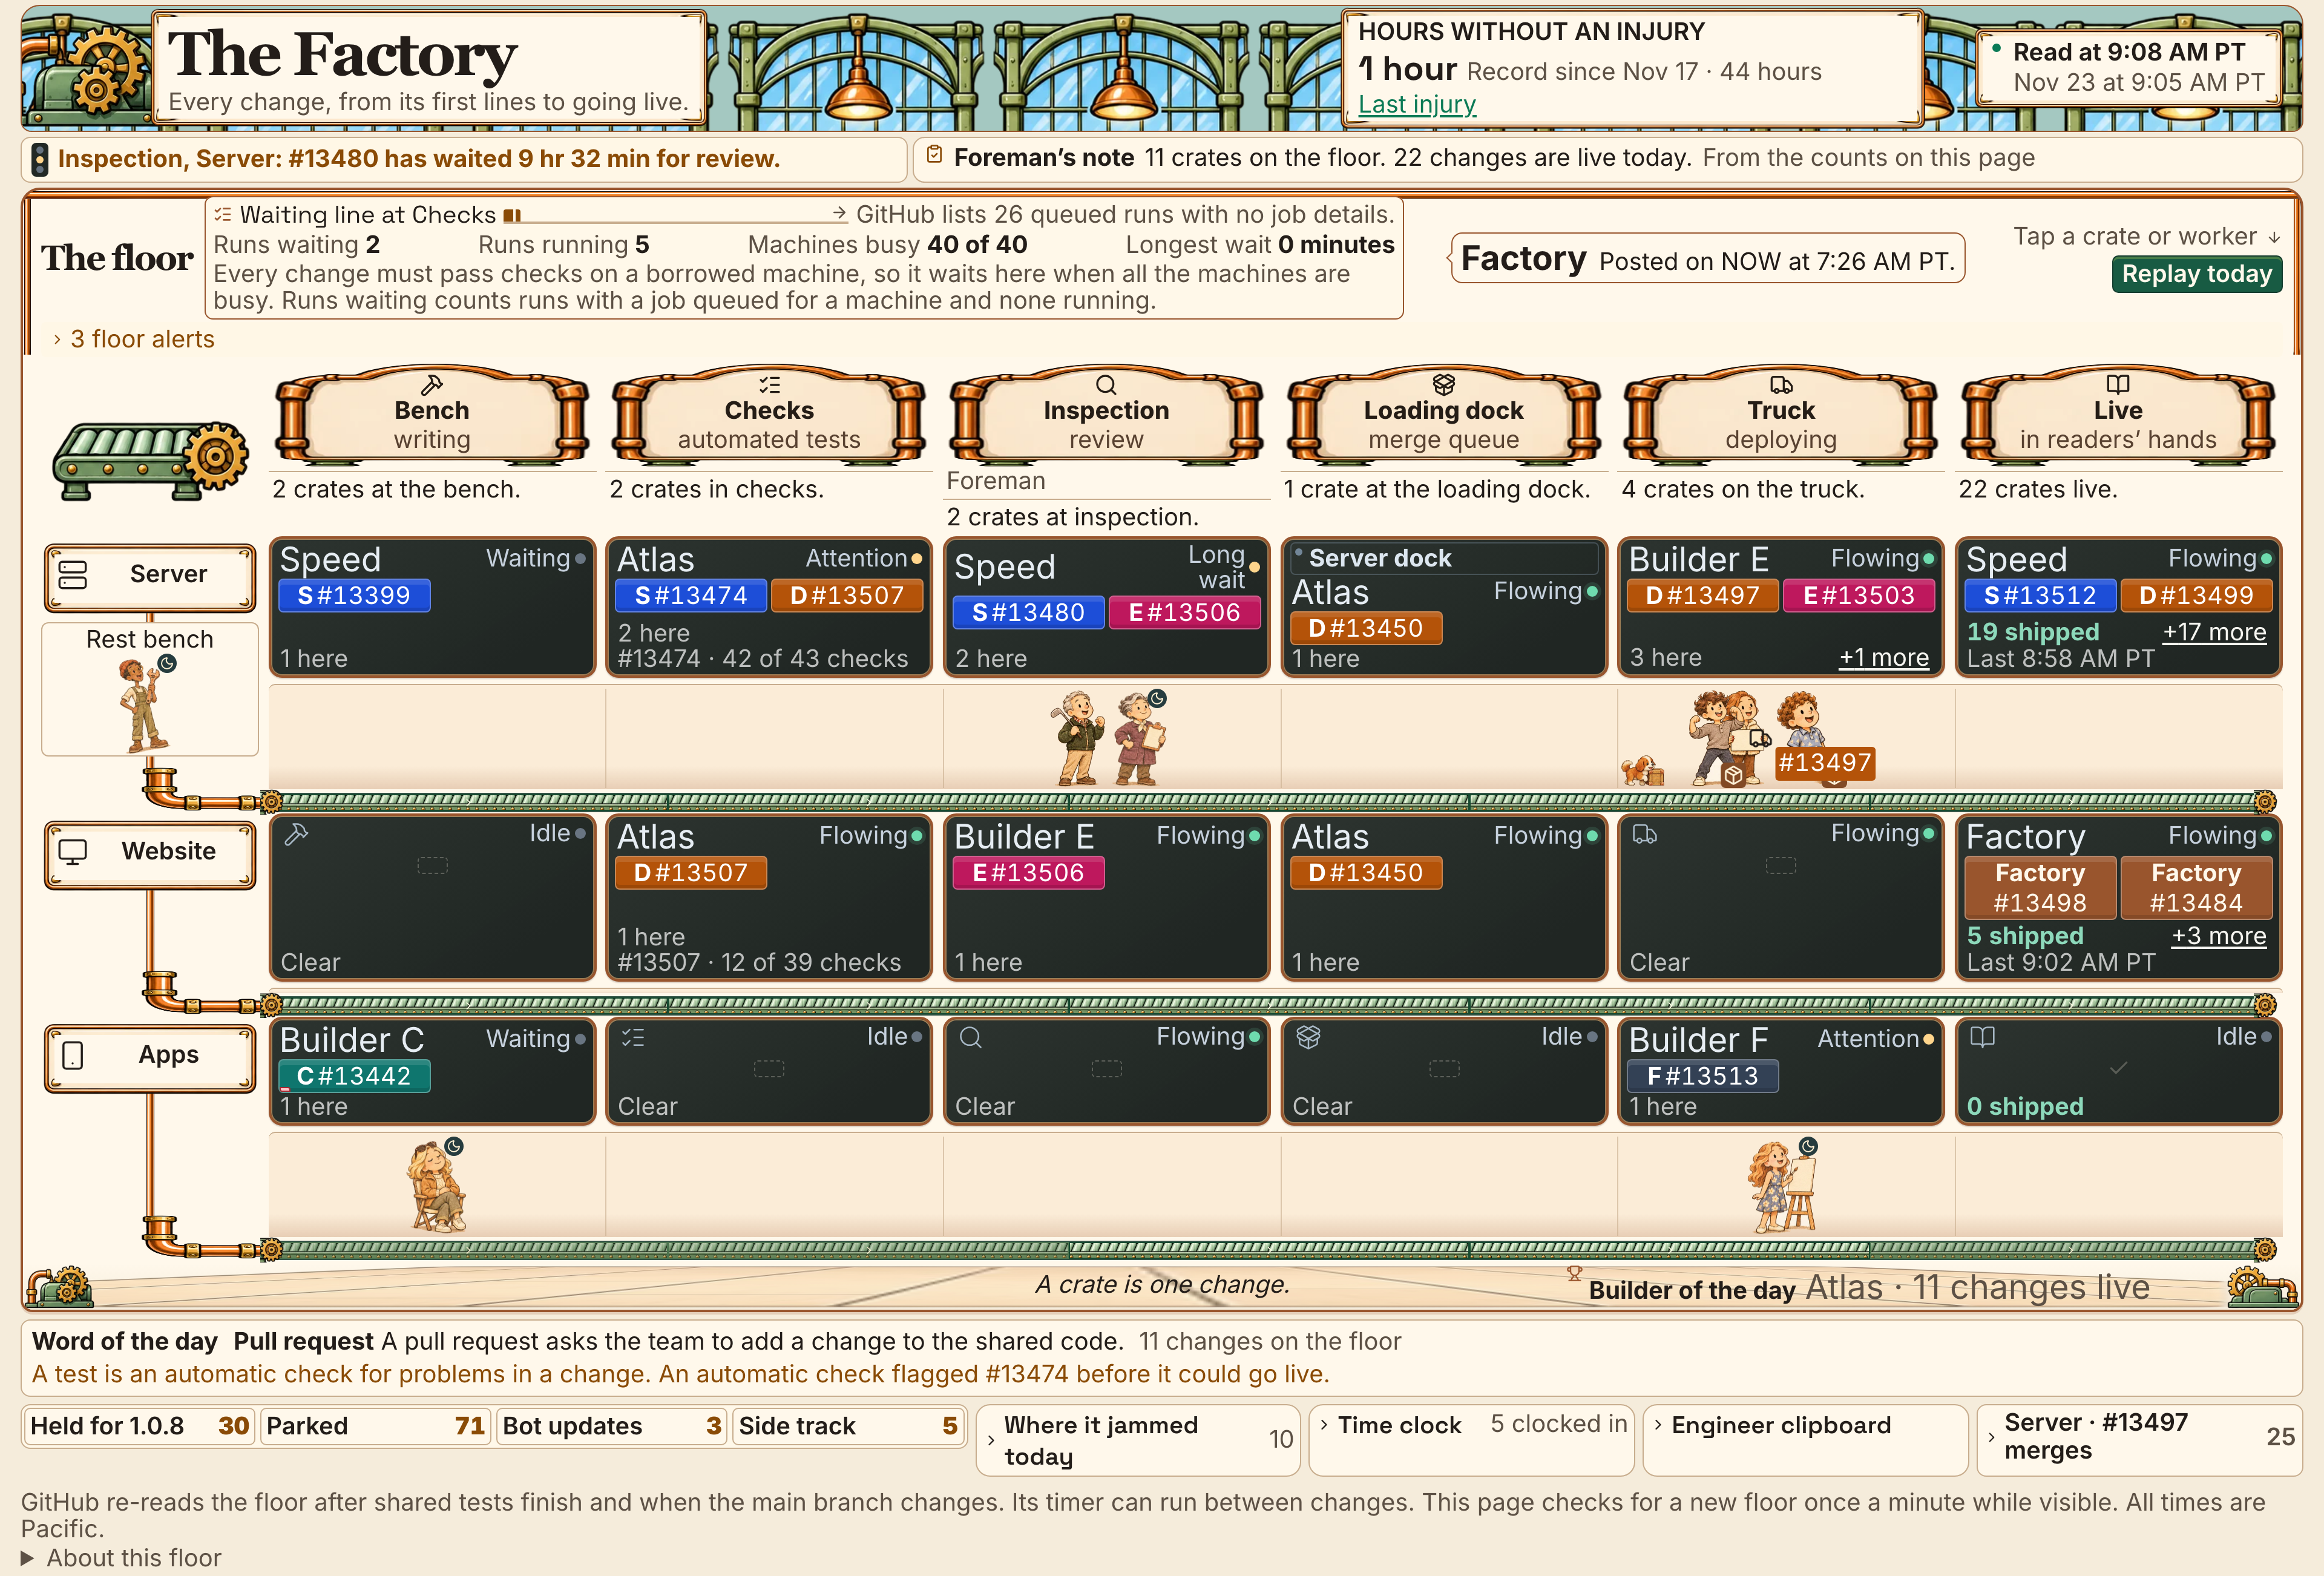 The Factory
Every change, from its first lines to going live.
HOURS WITHOUT AN INJURY
1 hour Record since Nov 17 · 44 hours
Last injury
Read at 9:08 AM PT
Nov 23 at 9:05 AM PT
Inspection, Server: #13480 has waited 9 hr 32 min for review.
Foreman’s note 11 crates on the floor. 22 changes are live today. From the counts on this page
The floor
Waiting line at Checks → GitHub lists 26 queued runs with no job details.
Runs waiting 2 Runs running 5 Machines busy 40 of 40 Longest wait 0 minutes
Every change must pass checks on a borrowed machine, so it waits here when all the machines are
busy. Runs waiting counts runs with a job queued for a machine and none running.
Factory Posted on NOW at 7:26 AM PT.
Tap a crate or worker ↓
Replay today
› 3 floor alerts
Bench
writing
Checks
automated tests
Inspection
review
Loading dock
merge queue
Truck
deploying
Live
in readers’ hands
2 crates at the bench.
2 crates in checks.
Foreman
2 crates at inspection.
1 crate at the loading dock.
4 crates on the truck.
22 crates live.
Server
Rest bench
Speed Waiting
S #13399
1 here
Atlas Attention
S #13474 D #13507
2 here
#13474 · 42 of 43 checks
Speed Long wait
S #13480 E #13506
2 here
Server dock
Atlas Flowing
D #13450
1 here
Builder E Flowing
D #13497 E #13503
3 here +1 more
Speed Flowing
S #13512 D #13499
19 shipped +17 more
Last 8:58 AM PT
#13497
Website
Idle
Clear
Atlas Flowing
D #13507
1 here
#13507 · 12 of 39 checks
Builder E Flowing
E #13506
1 here
Atlas Flowing
D #13450
1 here
Flowing
Clear
Factory Flowing
Factory #13498 Factory #13484
5 shipped +3 more
Last 9:02 AM PT
Apps
Builder C Waiting
C #13442
1 here
Idle
Clear
Flowing
Clear
Idle
Clear
Builder F Attention
F #13513
1 here
Idle
0 shipped
A crate is one change.
Builder of the day Atlas · 11 changes live
Word of the day Pull request A pull request asks the team to add a change to the shared code. 11 changes on the floor
A test is an automatic check for problems in a change. An automatic check flagged #13474 before it could go live.
Held for 1.0.8 30
Parked 71
Bot updates 3
Side track 5
› Where it jammed today 10
› Time clock 5 clocked in
› Engineer clipboard
› Server · #13497 merges 25
GitHub re-reads the floor after shared tests finish and when the main branch changes. Its timer can run between changes. This page checks for a new floor once a minute while visible. All times are
Pacific.
▶ About this floor